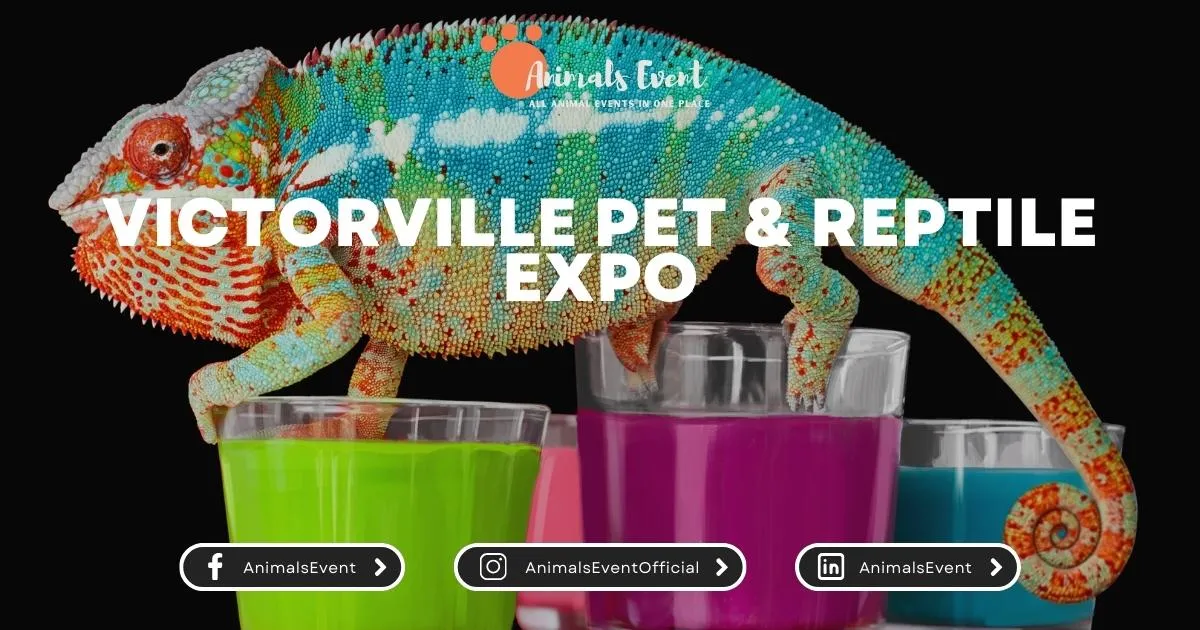 Animals Event
ALL ANIMAL EVENTS IN ONE PLACE
VICTORVILLE PET & REPTILE
EXPO
AnimalsEvent
AnimalsEventOfficial
AnimalsEvent